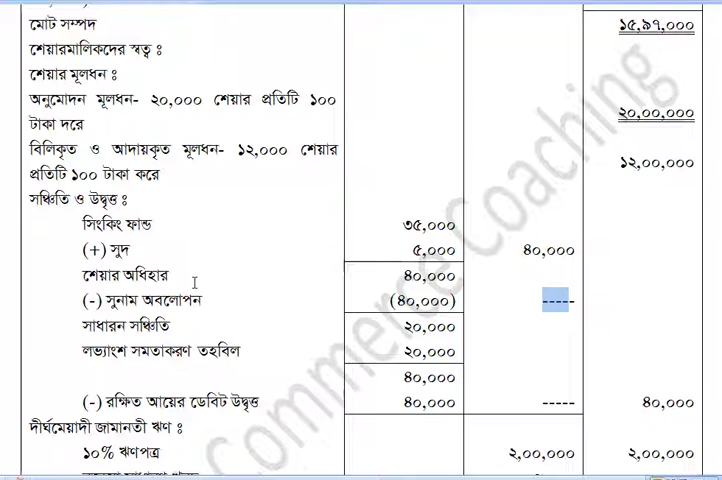 মোট সম্পদ ১৫,৯৭,০০০
শেয়ারমালিকদের স্বত্ব :
শেয়ার মূলধন :
অনুমোদন মূলধন- ২০,০০০ শেয়ার প্রতিটি ১০০
টাকা দরে ২০,০০,০০০
বিলিকৃত ও আদায়কৃত মূলধন- ১২,০০০ শেয়ার
প্রতিটি ১০০ টাকা করে ১২,০০,০০০
সঞ্চিতি ও উদ্বৃত্ত :
সিংকিং ফান্ড ৩৫,০০০
(+) সুদ ৫,০০০ ৪০,০০০
শেয়ার অধিহার ৪০,০০০
(-) সুনাম অবলোপন (৪০,০০০) -----
সাধারন সঞ্চিতি ২০,০০০
লভ্যাংশ সমতাকরণ তহবিল ২০,০০০
৪০,০০০
(-) রক্ষিত আয়ের ডেবিট উদ্বৃত্ত ৪০,০০০ ----- ৪০,০০০
দীর্ঘমেয়াদী জামানতী ঋণ :
১০% ঋণপত্র ২,০০,০০০ ২,০০,০০০
Commerce Coaching